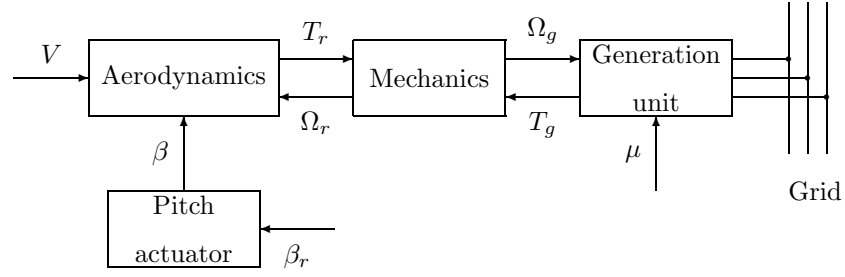 V
Aerodynamics
T_r
Ω_r
Mechanics
Ω_g
T_g
Generation
unit
μ
Grid
β
Pitch
actuator
β_r